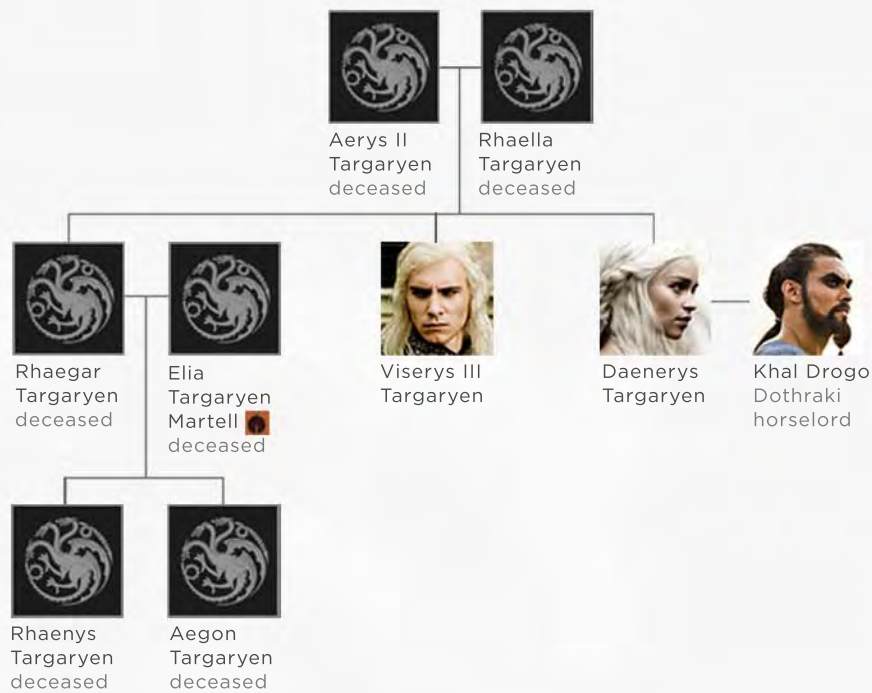 Aerys II
Targaryen
deceased
Rhaella
Targaryen
deceased
Rhaegar
Targaryen
deceased
Elia
Targaryen
Martell
deceased
Viserys III
Targaryen
Daenerys
Targaryen
Khal Drogo
Dothraki
horselord
Rhaenys
Targaryen
deceased
Aegon
Targaryen
deceased